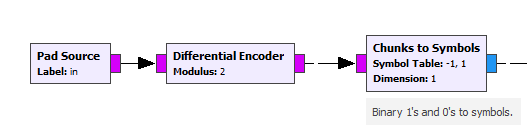 Pad Source
Label: in
Differential Encoder
Modulus: 2
Chunks to Symbols
Symbol Table: -1, 1
Dimension: 1
Binary 1's and 0's to symbols.